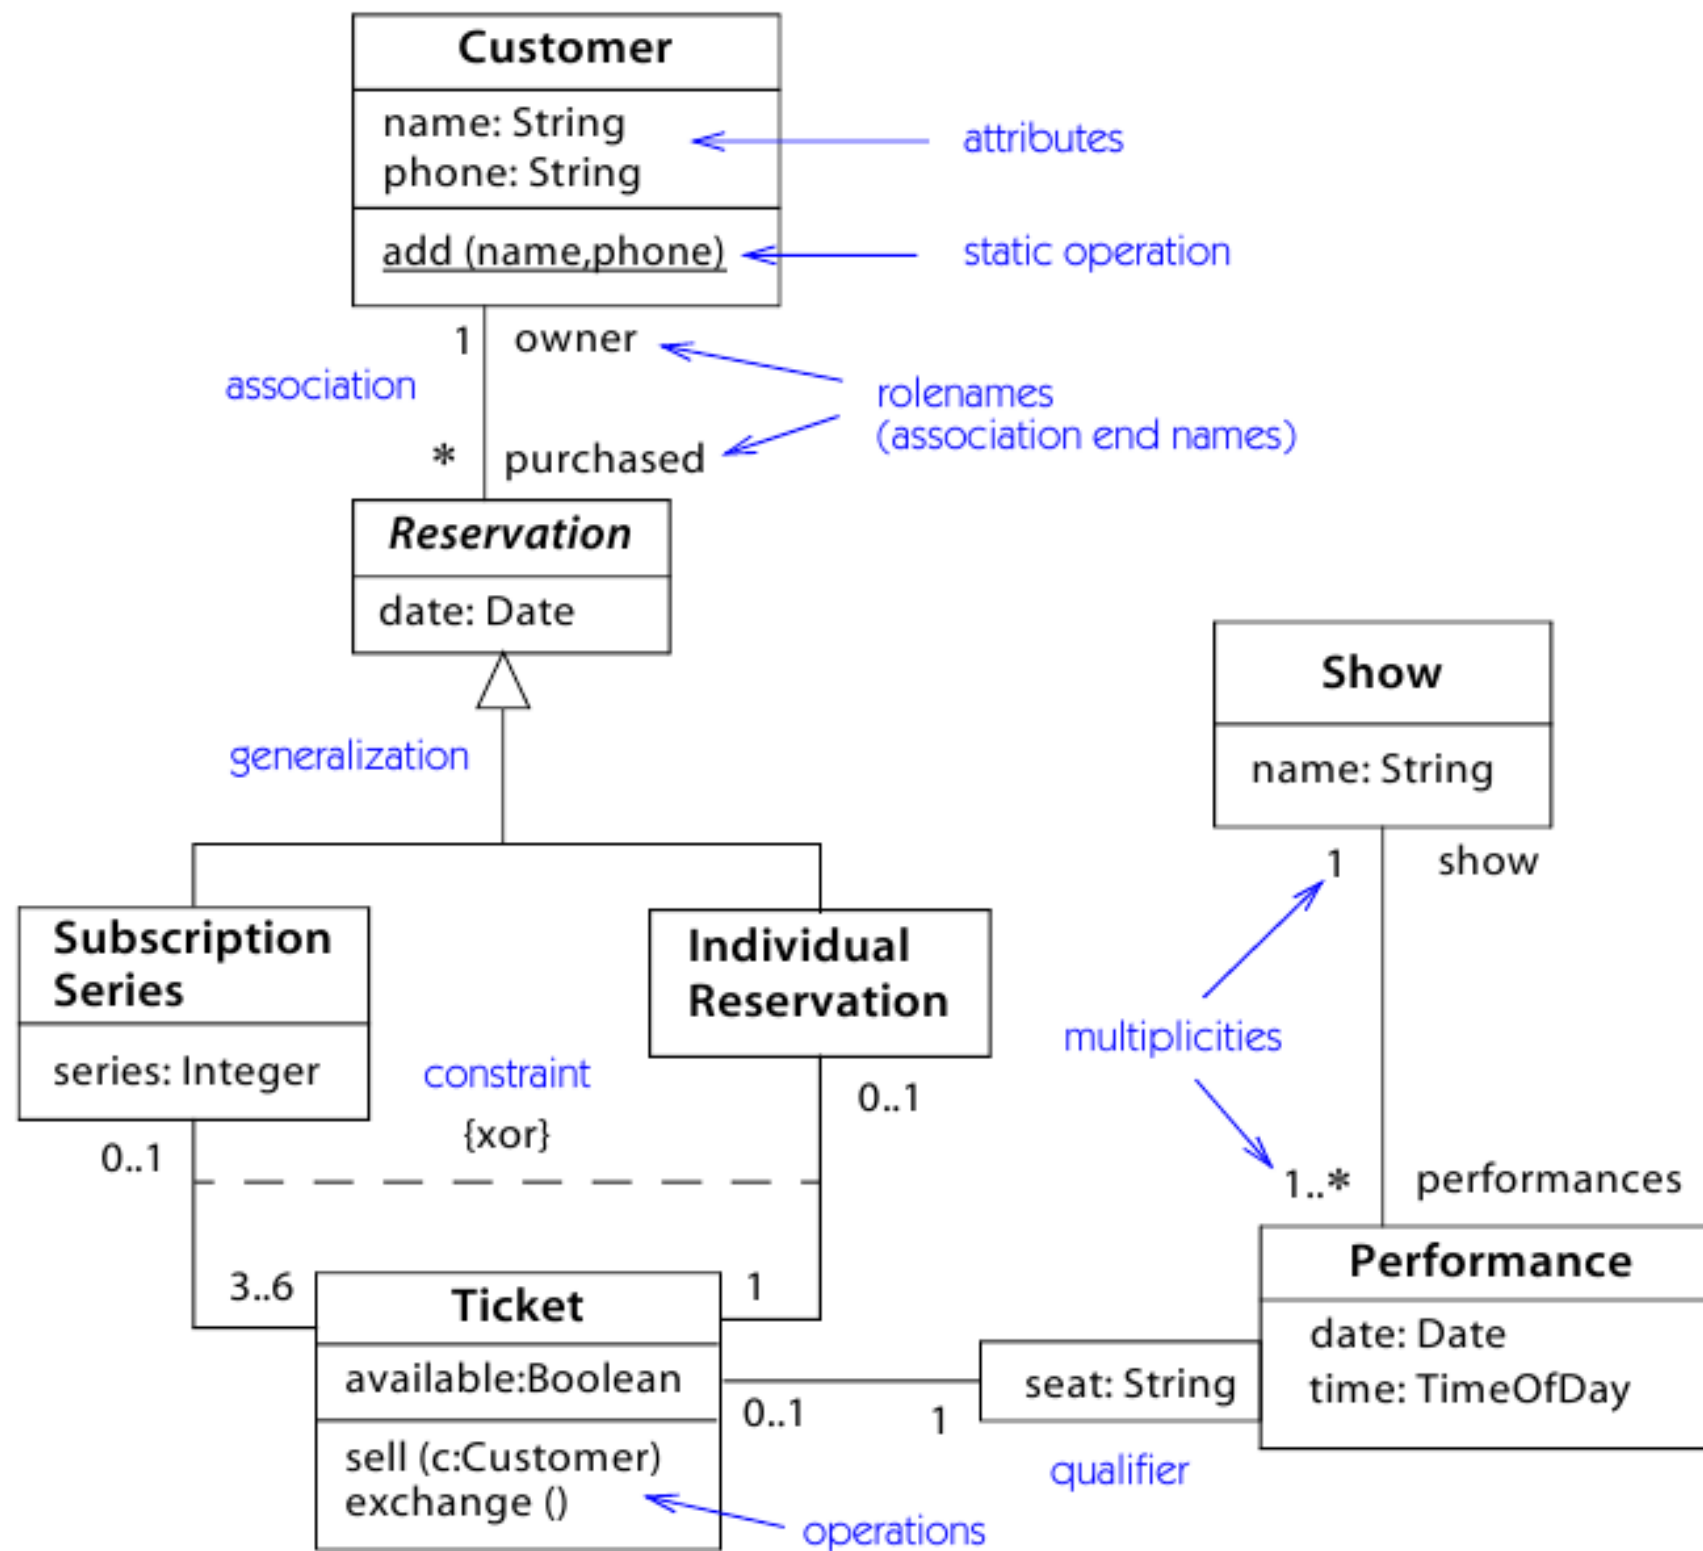 Customer
name: String
phone: String
attributes
add (name,phone)
static operation
1
owner
association
rolenames
(association end names)
*
purchased
Reservation
date: Date
generalization
Show
name: String
1
show
Subscription
Series
series: Integer
Individual
Reservation
constraint
{xor}
0..1
0..1
multiplicities
1..*
performances
3..6
1
Ticket
available:Boolean
sell (c:Customer)
exchange ()
operations
0..1
1
seat: String
qualifier
Performance
date: Date
time: TimeOfDay